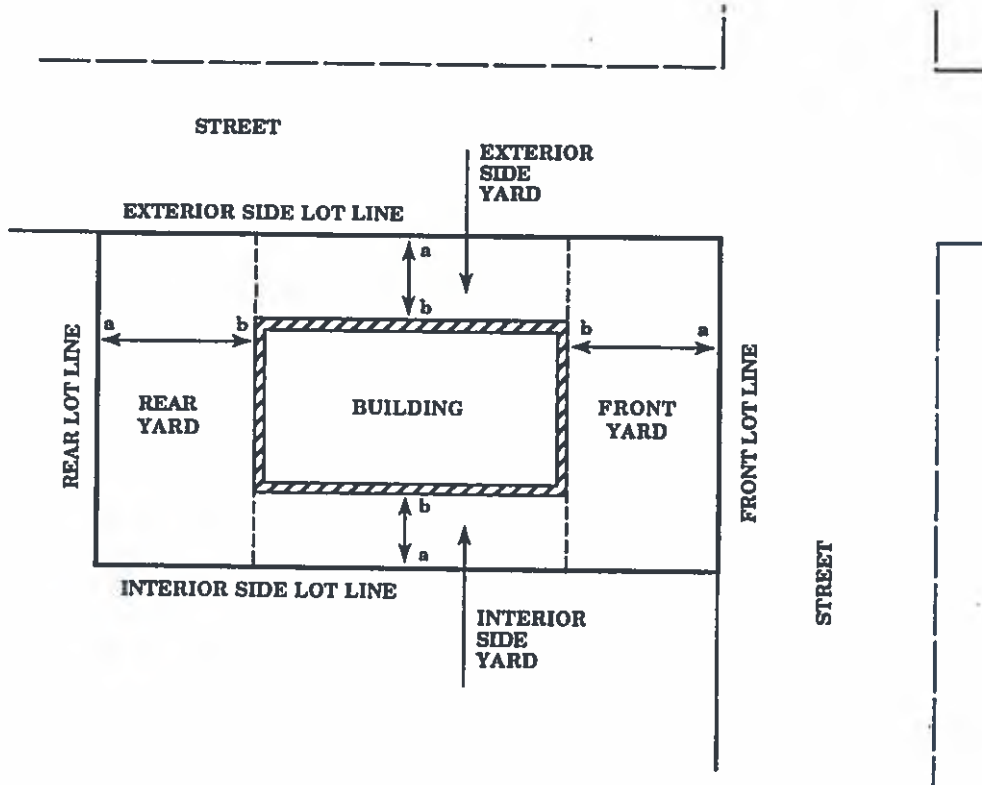 STREET
EXTERIOR
SIDE
YARD
EXTERIOR SIDE LOT LINE
a
b
a b
b a
REAR LOT LINE
REAR
YARD
BUILDING
FRONT
YARD
FRONT LOT LINE
b
a
INTERIOR SIDE LOT LINE
INTERIOR
SIDE
YARD
STREET